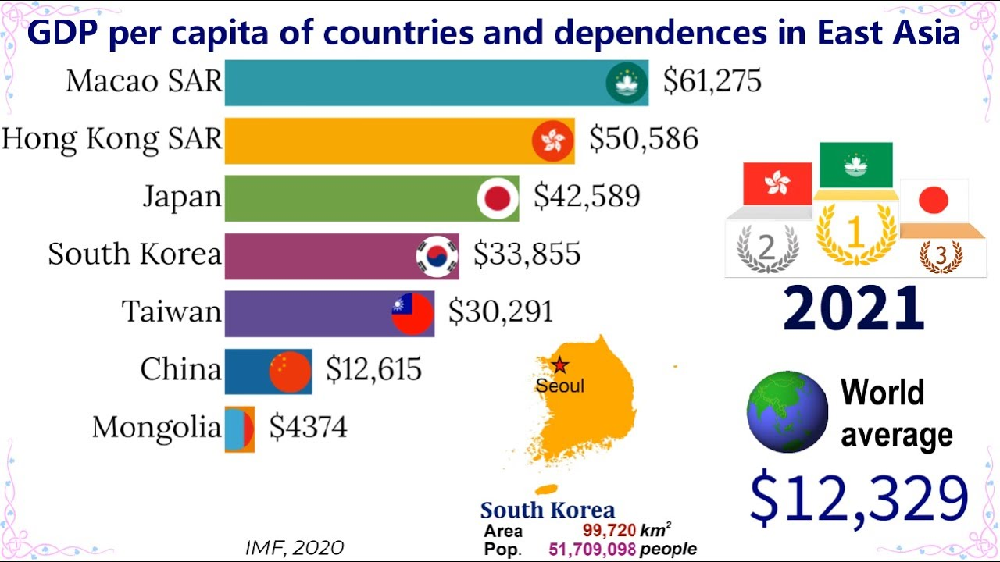 GDP per capita of countries and dependences in East Asia
Macao SAR $61,275
Hong Kong SAR $50,586
Japan $42,589
South Korea $33,855
Taiwan $30,291
China $12,615
Mongolia $4374
2 1 3
2021
World
average
$12,329
Seoul
South Korea
Area 99,720 km²
Pop. 51,709,098 people
IMF, 2020